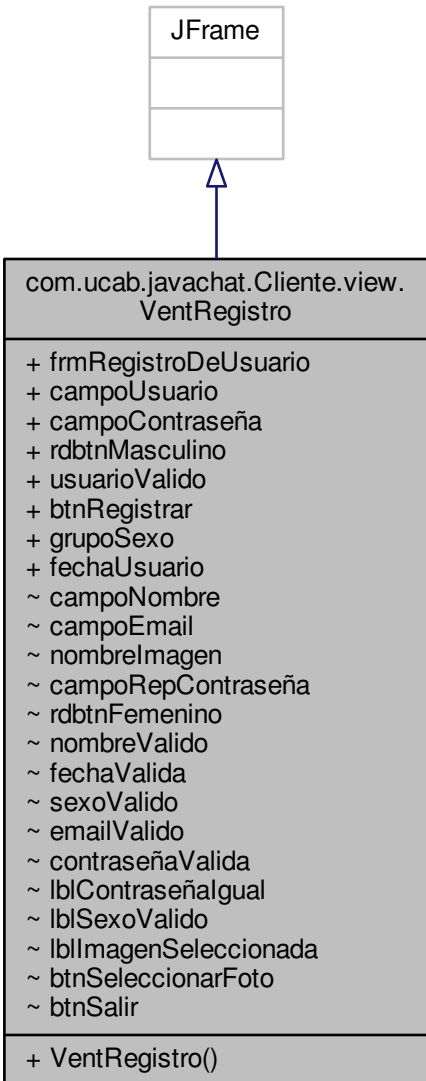 JFrame
com.ucab.javachat.Cliente.view.
VentRegistro
+ frmRegistroDeUsuario
+ campoUsuario
+ campoContraseña
+ rdbtnMasculino
+ usuarioValido
+ btnRegistrar
+ grupoSexo
+ fechaUsuario
~ campoNombre
~ campoEmail
~ nombreImagen
~ campoRepContraseña
~ rdbtnFemenino
~ nombreValido
~ fechaValida
~ sexoValido
~ emailValido
~ contraseñaValida
~ lblContraseñaIgual
~ lblSexoValido
~ lblImagenSeleccionada
~ btnSeleccionarFoto
~ btnSalir
+ VentRegistro()